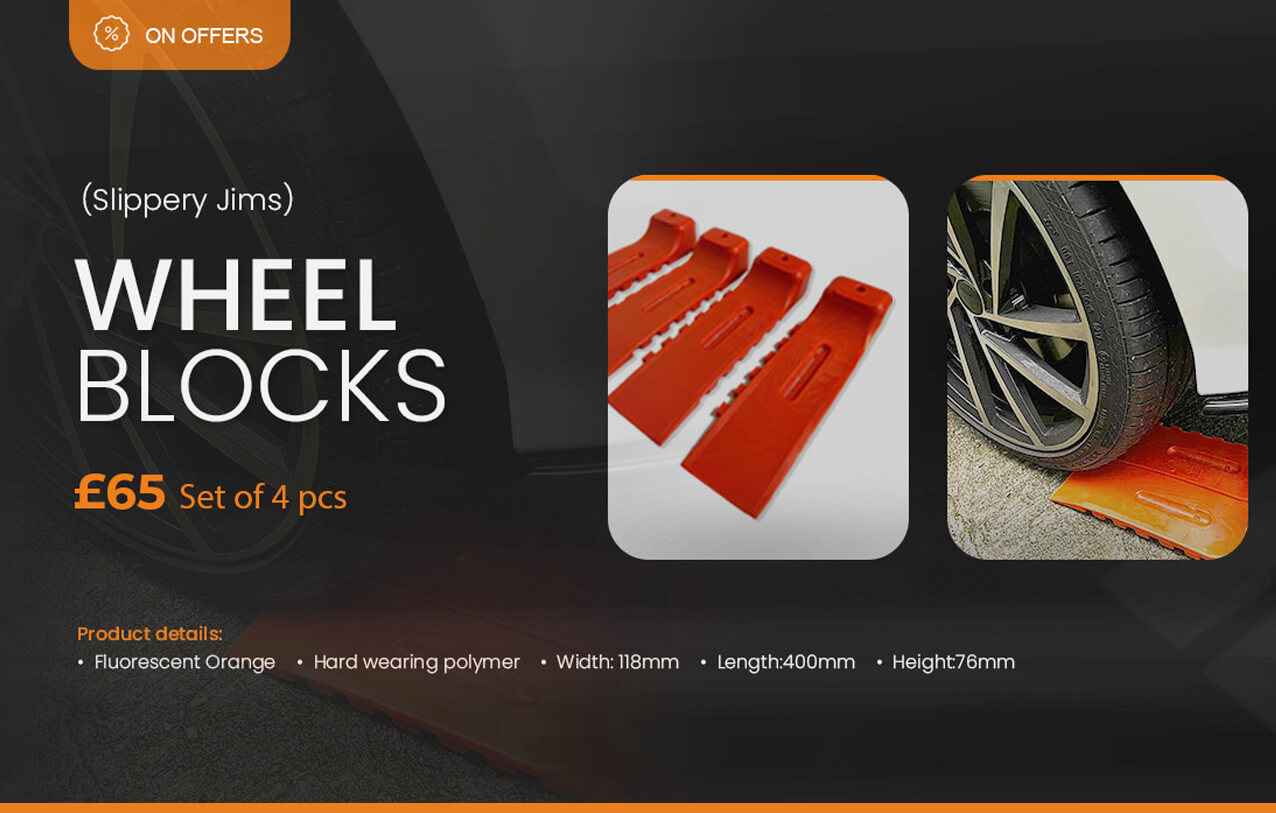 % ON OFFERS
(Slippery Jims)
WHEEL
BLOCKS
£65 Set of 4 pcs
Product details:
• Fluorescent Orange • Hard wearing polymer • Width: 118mm • Length:400mm • Height:76mm